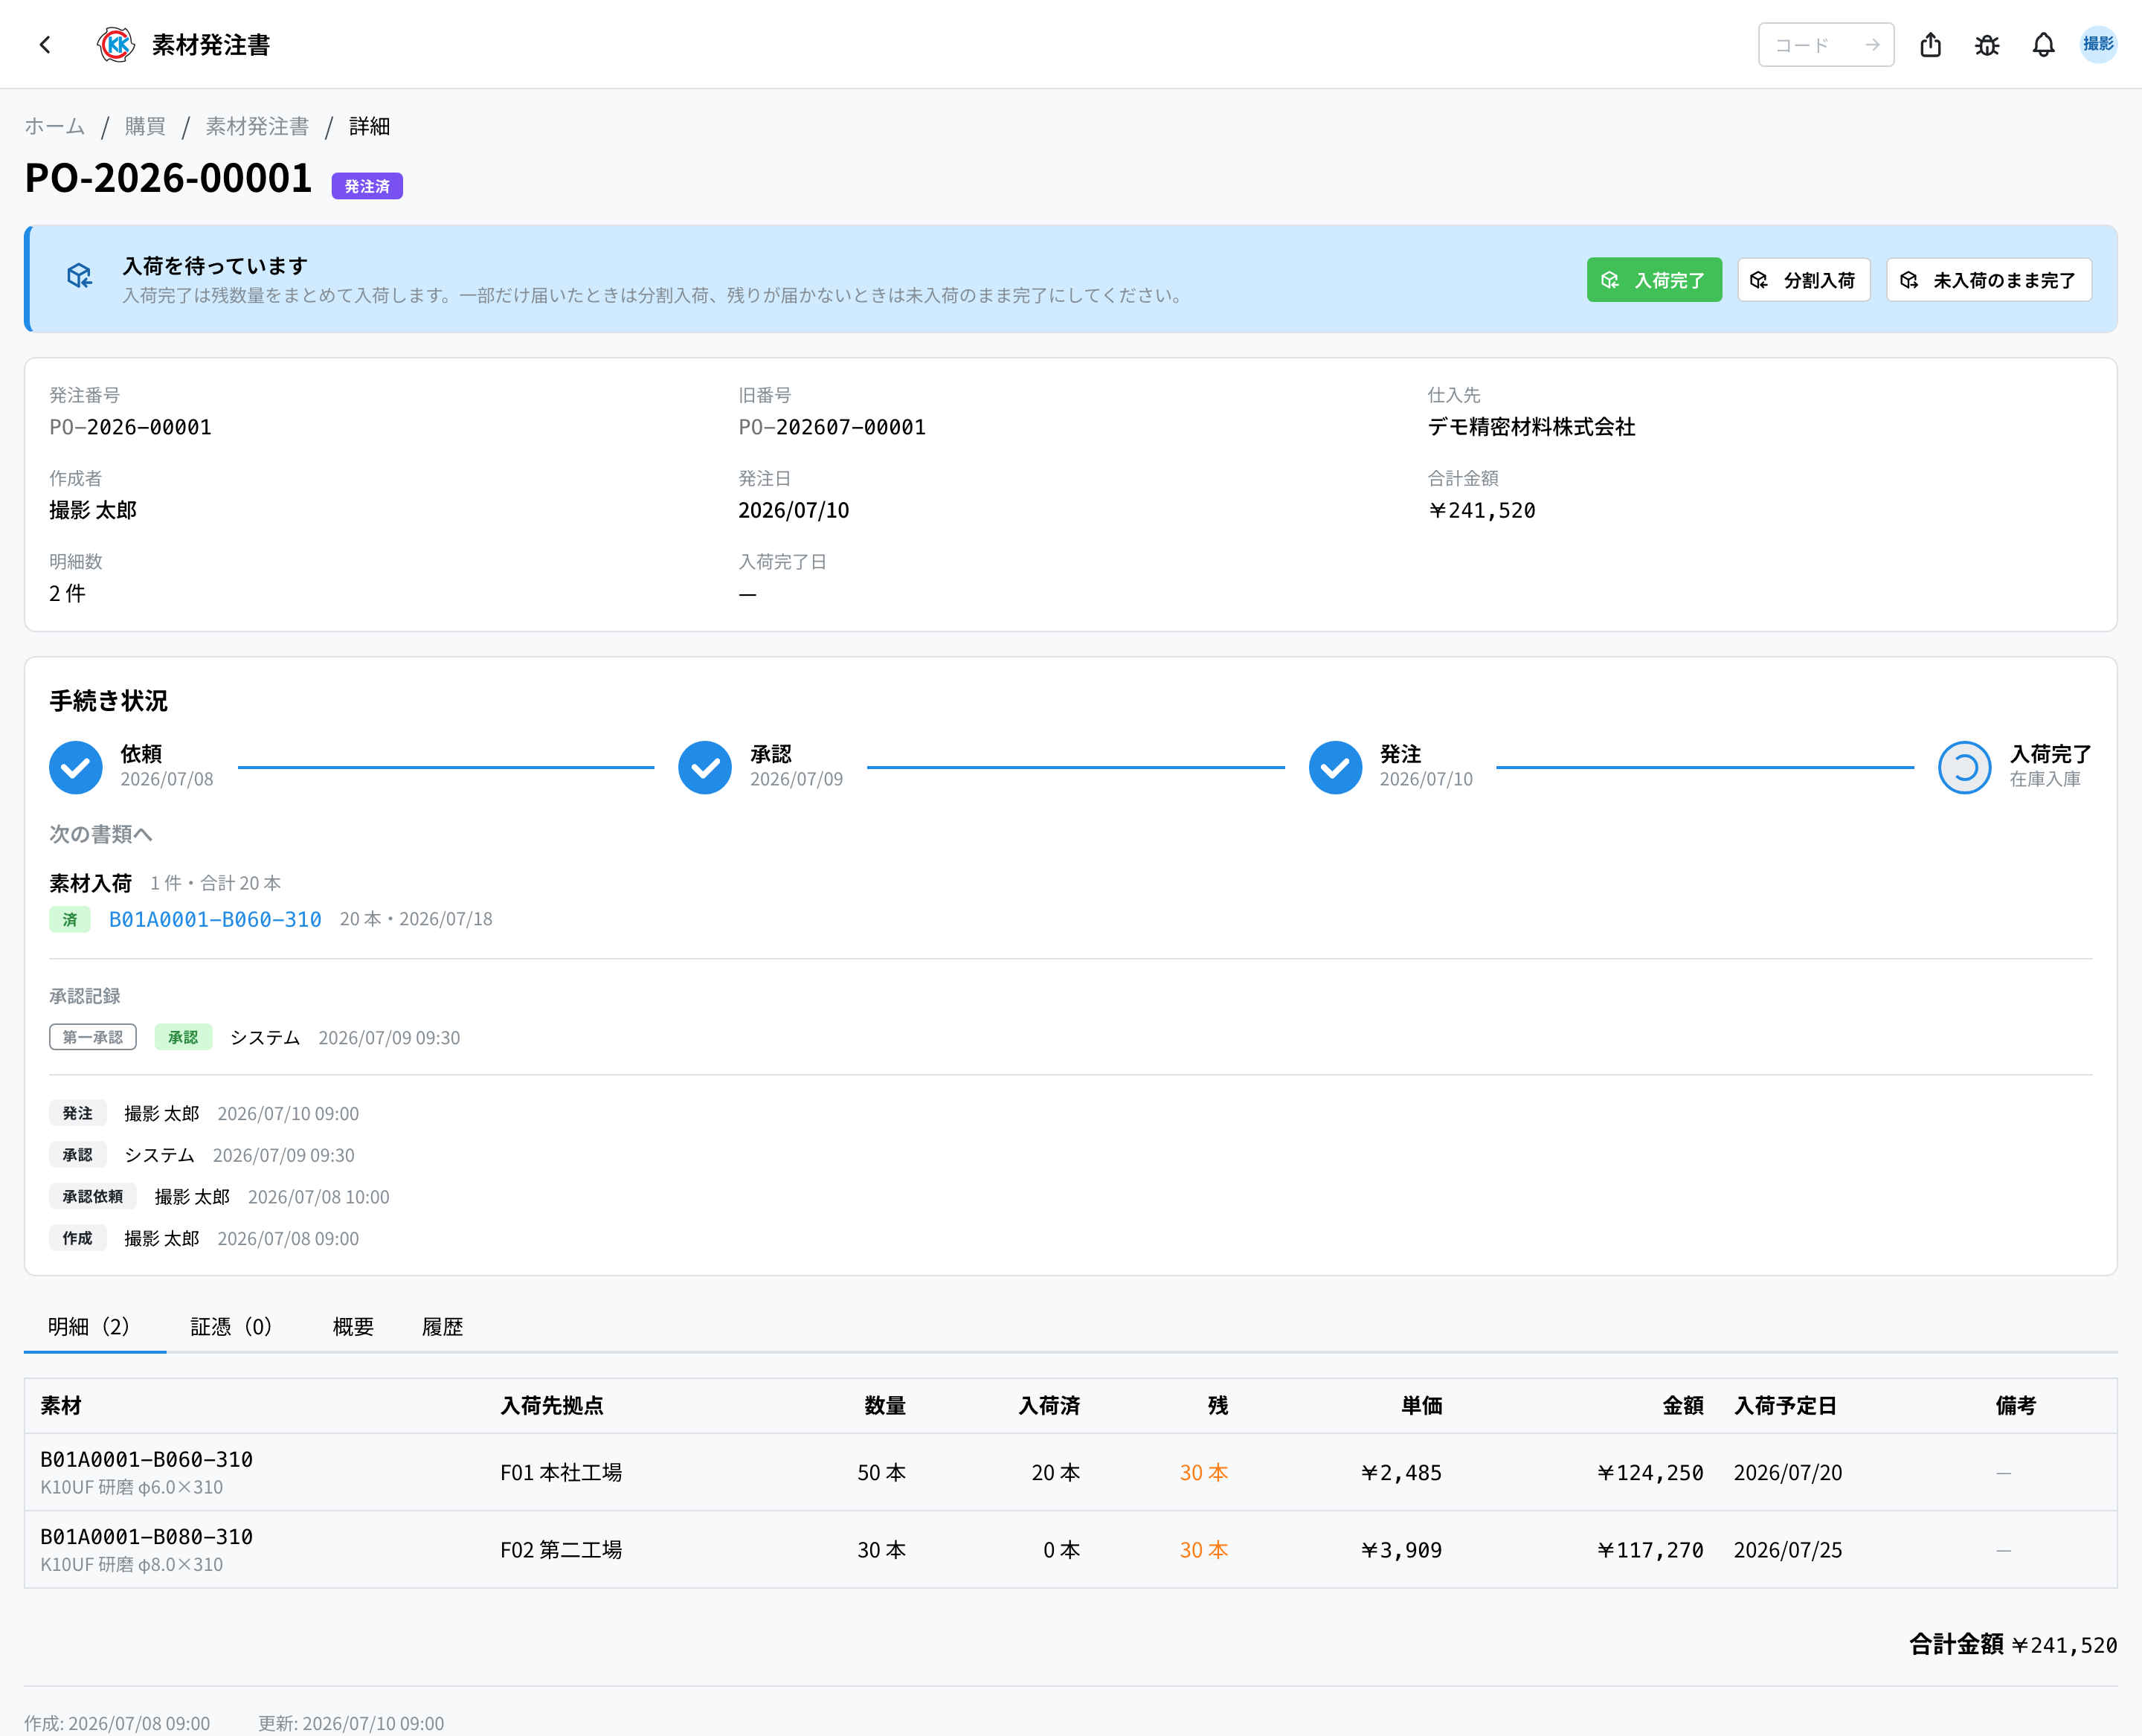 KK 素材発注書
コード
撮影
ホーム / 購買 / 素材発注書 / 詳細
PO-2026-00001 発注済
入荷を待っています
入荷完了は残数量をまとめて入荷します。一部だけ届いたときは分割入荷、残りが届かないときは未入荷のまま完了にしてください。
入荷完了 分割入荷 未入荷のまま完了
発注番号 旧番号 仕入先
PO-2026-00001 PO-202607-00001 デモ精密材料株式会社
作成者 発注日 合計金額
撮影 太郎 2026/07/10 ¥241,520
明細数 入荷完了日
2 件 —
手続き状況
依頼 承認 発注 入荷完了
2026/07/08 2026/07/09 2026/07/10 在庫入庫
次の書類へ
素材入荷 1 件・合計 20 本
済 B01A0001-B060-310 20 本・2026/07/18
承認記録
第一承認 承認 システム 2026/07/09 09:30
発注 撮影 太郎 2026/07/10 09:00
承認 システム 2026/07/09 09:30
承認依頼 撮影 太郎 2026/07/08 10:00
作成 撮影 太郎 2026/07/08 09:00
明細（2） 証憑（0） 概要 履歴
素材 入荷先拠点 数量 入荷済 残 単価 金額 入荷予定日 備考
B01A0001-B060-310
K10UF 研磨 φ6.0×310
F01 本社工場 50 本 20 本 30 本 ¥2,485 ¥124,250 2026/07/20 —
B01A0001-B080-310
K10UF 研磨 φ8.0×310
F02 第二工場 30 本 0 本 30 本 ¥3,909 ¥117,270 2026/07/25 —
合計金額 ¥241,520
作成: 2026/07/08 09:00 更新: 2026/07/10 09:00